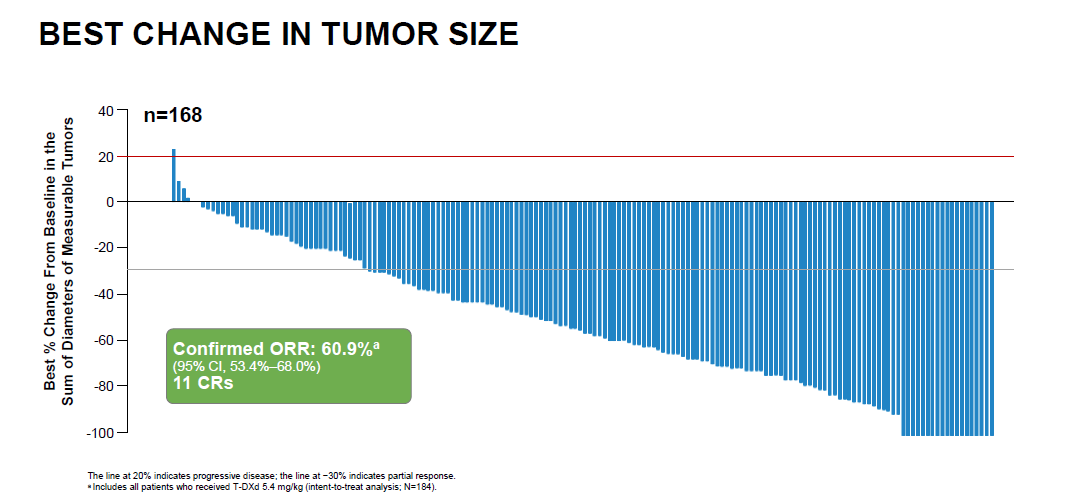 BEST CHANGE IN TUMOR SIZE
n=168
Best % Change From Baseline in the
Sum of Diameters of Measurable Tumors
40
20
0
-20
-40
-60
-80
-100
Confirmed ORR: 60.9%ᵃ
(95% CI, 53.4%–68.0%)
11 CRs
The line at 20% indicates progressive disease; the line at −30% indicates partial response.
ᵃ Includes all patients who received T-DXd 5.4 mg/kg (intent-to-treat analysis; N=184).